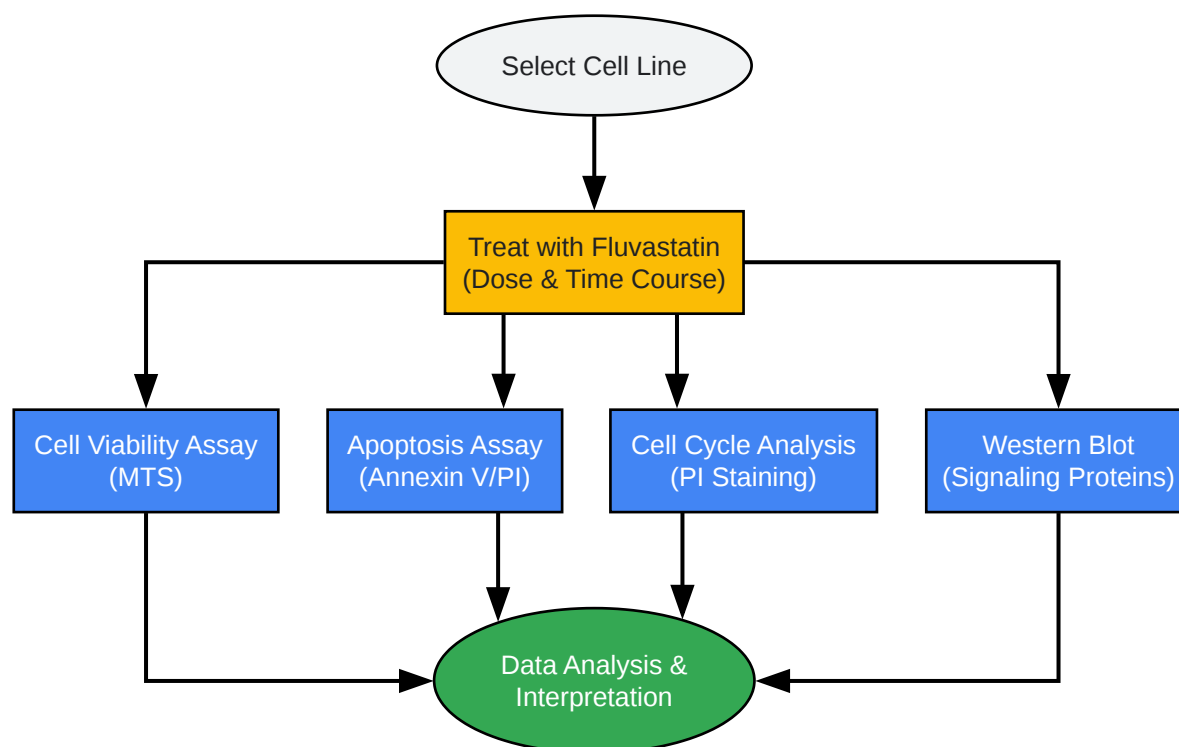 Select Cell Line
Treat with Fluvastatin
(Dose & Time Course)
Cell Viability Assay
(MTS)
Apoptosis Assay
(Annexin V/PI)
Cell Cycle Analysis
(PI Staining)
Western Blot
(Signaling Proteins)
Data Analysis &
Interpretation